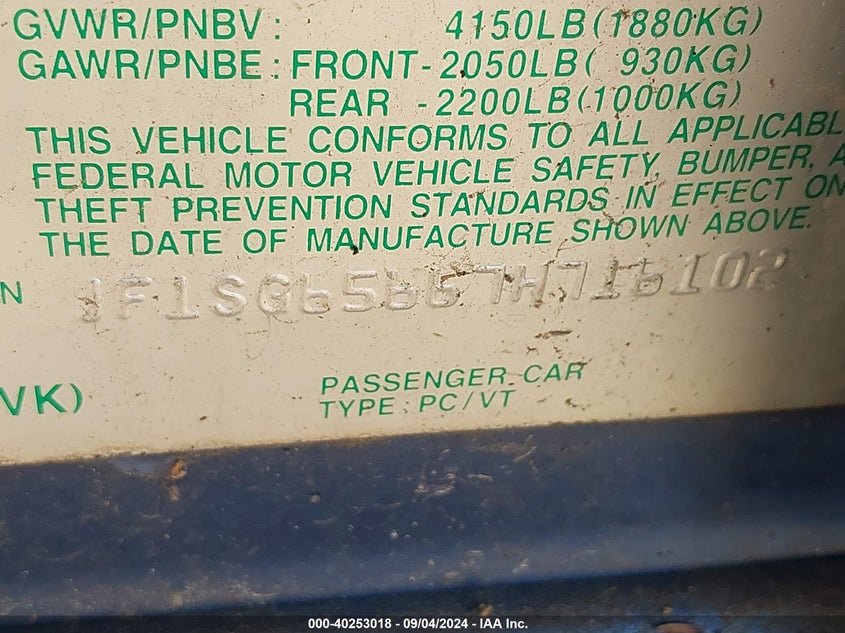 GVWR/PNBV: 4150LB(1880KG)
GAWR/PNBE: FRONT-2050LB( 930KG)
REAR -2200LB(1000KG)
THIS VEHICLE CONFORMS TO ALL APPLICABL
FEDERAL MOTOR VEHICLE SAFETY, BUMPER, A
THEFT PREVENTION STANDARDS IN EFFECT ON
THE DATE OF MANUFACTURE SHOWN ABOVE.
N JF1SG65667H716102
VK) PASSENGER CAR
TYPE: PC/VT
000-40253018 - 09/04/2024 - IAA Inc.